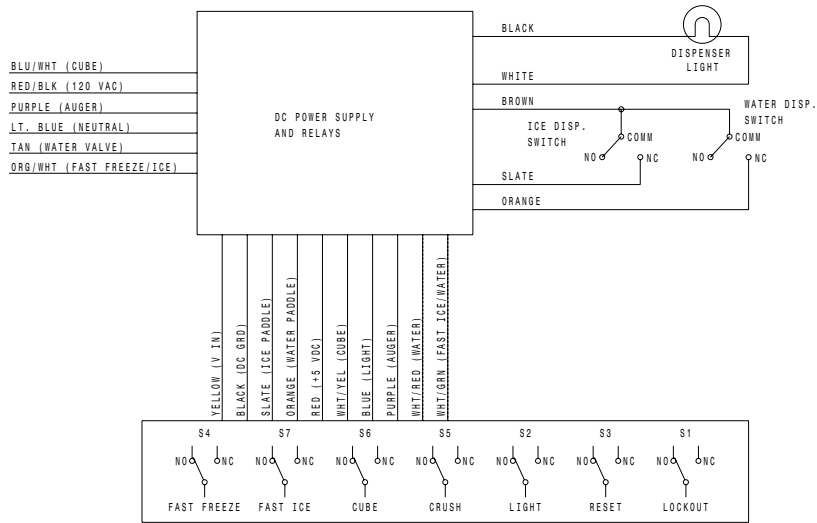 BLACK
DISPENSER
LIGHT
WHITE
BLU/WHT (CUBE)
RED/BLK (120 VAC)
PURPLE (AUGER)
LT. BLUE (NEUTRAL)
TAN (WATER VALVE)
ORG/WHT (FAST FREEZE/ICE)
DC POWER SUPPLY
AND RELAYS
BROWN
ICE DISP.
SWITCH
COMM
NO
NC
WATER DISP.
SWITCH
COMM
NO
NC
SLATE
ORANGE
YELLOW (V IN)
BLACK (DC GRD)
SLATE (ICE PADDLE)
ORANGE (WATER PADDLE)
RED (+5 VDC)
WHT/YEL (CUBE)
BLUE (LIGHT)
PURPLE (AUGER)
WHT/RED (WATER)
WHT/GRN (FAST ICE/WATER)
S4 S7 S6 S5 S2 S3 S1
NO NC NO NC NO NC NO NC NO NC NO NC NO NC
FAST FREEZE FAST ICE CUBE CRUSH LIGHT RESET LOCKOUT